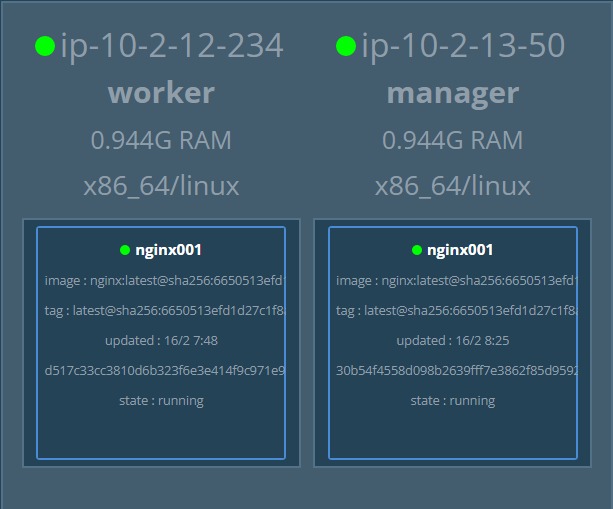 ip-10-2-12-234
worker
0.944G RAM
x86_64/linux
nginx001
image : nginx:latest@sha256:6650513efd1
tag : latest@sha256:6650513efd1d27c1f8
updated : 16/2 7:48
d517c33cc3810d6b323f6e3e414f9c971e9
state : running
ip-10-2-13-50
manager
0.944G RAM
x86_64/linux
nginx001
image : nginx:latest@sha256:6650513efd1
tag : latest@sha256:6650513efd1d27c1f8
updated : 16/2 8:25
30b54f4558d098b2639fff7e3862f85d9592
state : running